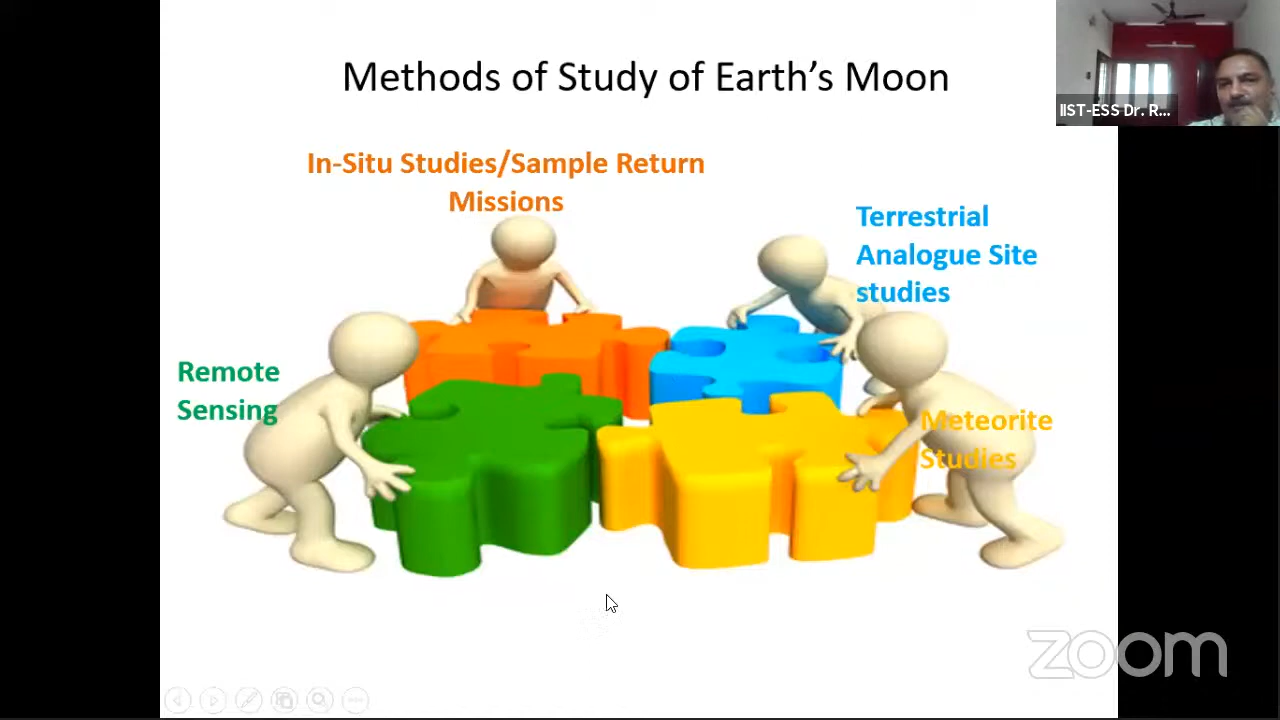 Methods of Study of Earth's Moon
IIST-ESS Dr. R...
In-Situ Studies/Sample Return
Missions
Terrestrial
Analogue Site
studies
Remote
Sensing
Meteorite
Studies
zoom